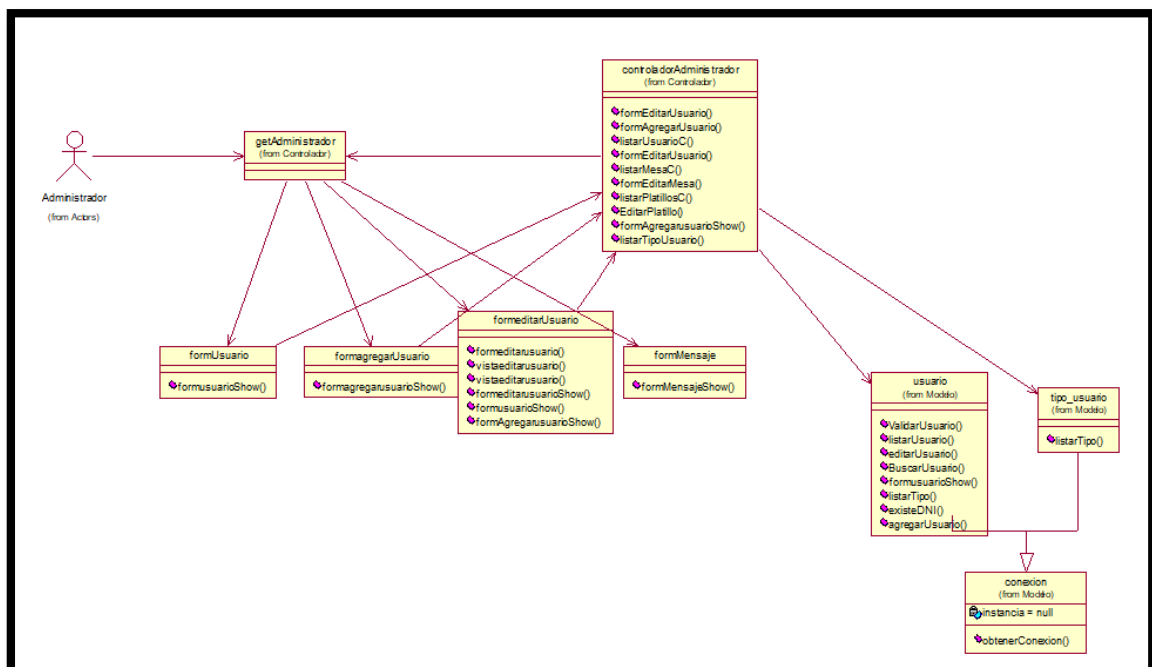 controladorAdministrador
(from Controlador)
formEditarUsuario()
formAgregarUsuario()
listarUsuarioC()
formEditarUsuario()
listarMesaC()
formEditarMesa()
listarPlatillosC()
EditarPlatillo()
formAgregarusuarioShow()
listarTipoUsuario()
getAdministrador
(from Controlador)
Administrador
(from Actors)
formUsuario
formusuarioShow()
formagregarUsuario
formagregarusuarioShow()
formeditarUsuario
formeditarusuario()
vistaeditarusuario()
vistaeditarusuario()
formeditarusuarioShow()
formusuarioShow()
formAgregarusuarioShow()
formMensaje
formMensajeShow()
usuario
(from Modelo)
ValidarUsuario()
listarUsuario()
editarUsuario()
BuscarUsuario()
formusuarioShow()
listarTipo()
existeDNI()
agregarUsuario()
tipo_usuario
(from Modelo)
listarTipo()
conexion
(from Modelo)
instancia = null
obtenerConexion()